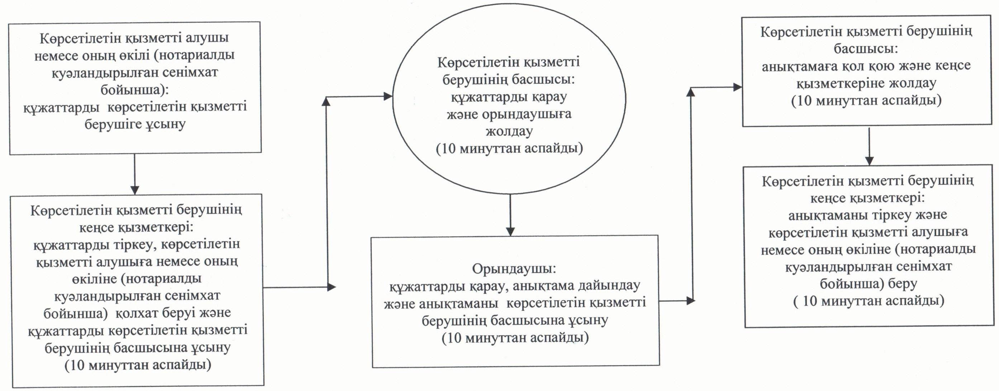 Көрсетілетін қызметті алушы
немесе оның өкілі (нотариалды
куәландырылған сенімхат
бойынша):
құжаттарды  көрсетілетін қызметті
берушіге ұсыну
Көрсетілетін қызметті берушінің
кеңсе қызметкері:
құжаттарды тіркеу, көрсетілетін
қызметті алушыға немесе оның
өкіліне (нотариалды
куәландырылған сенімхат
бойынша)  қолхат беруі және
құжаттарды көрсетілетін қызметті
берушінің басшысына ұсыну
(10 минуттан аспайды)
Көрсетілетін қызметті
берушінің басшысы:
құжаттарды қарау
және орындаушыға
жолдау
(10 минуттан аспайды)
Орындаушы:
құжаттарды қарау, анықтама дайындау
және анықтаманы  көрсетілетін қызметті
берушінің басшысына ұсыну
(10 минуттан аспайды)
Көрсетілетін қызметті берушінің
басшысы:
анықтамаға қол қою және кеңсе
қызметкеріне жолдау
(10 минуттан аспайды)
Көрсетілетін қызметті берушінің
кеңсе қызметкері:
анықтаманы тіркеу және
көрсетілетін қызметті алушыға
немесе оның өкіліне (нотариалды
куәландырылған сенімхат
бойынша) беру
( 10 минуттан аспайды)